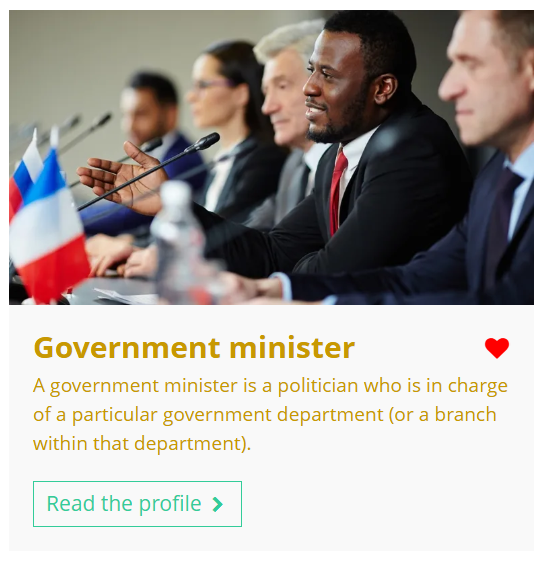 Government minister
A government minister is a politician who is in charge
of a particular government department (or a branch
within that department).
Read the profile